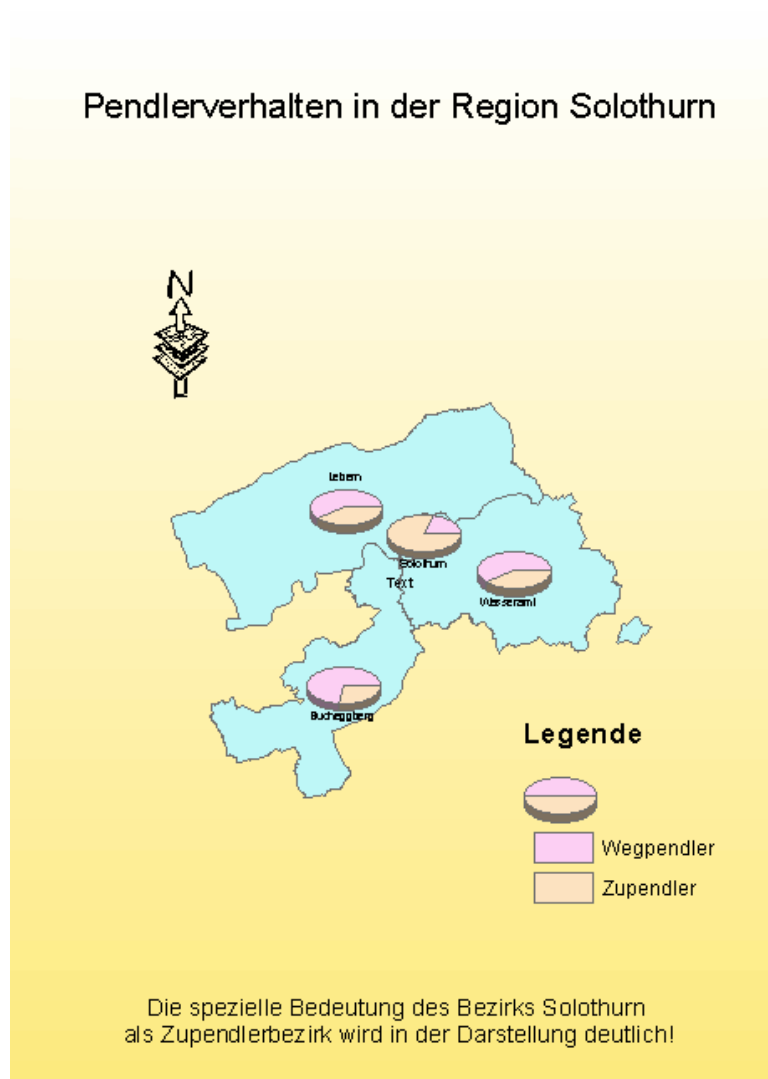 Pendlerverhalten in der Region Solothurn
N
Lebern
Solothurn
Text
Wasseramt
Bucheggberg
Legende
Wegpendler
Zupendler
Die spezielle Bedeutung des Bezirks Solothurn
als Zupendlerbezirk wird in der Darstellung deutlich!